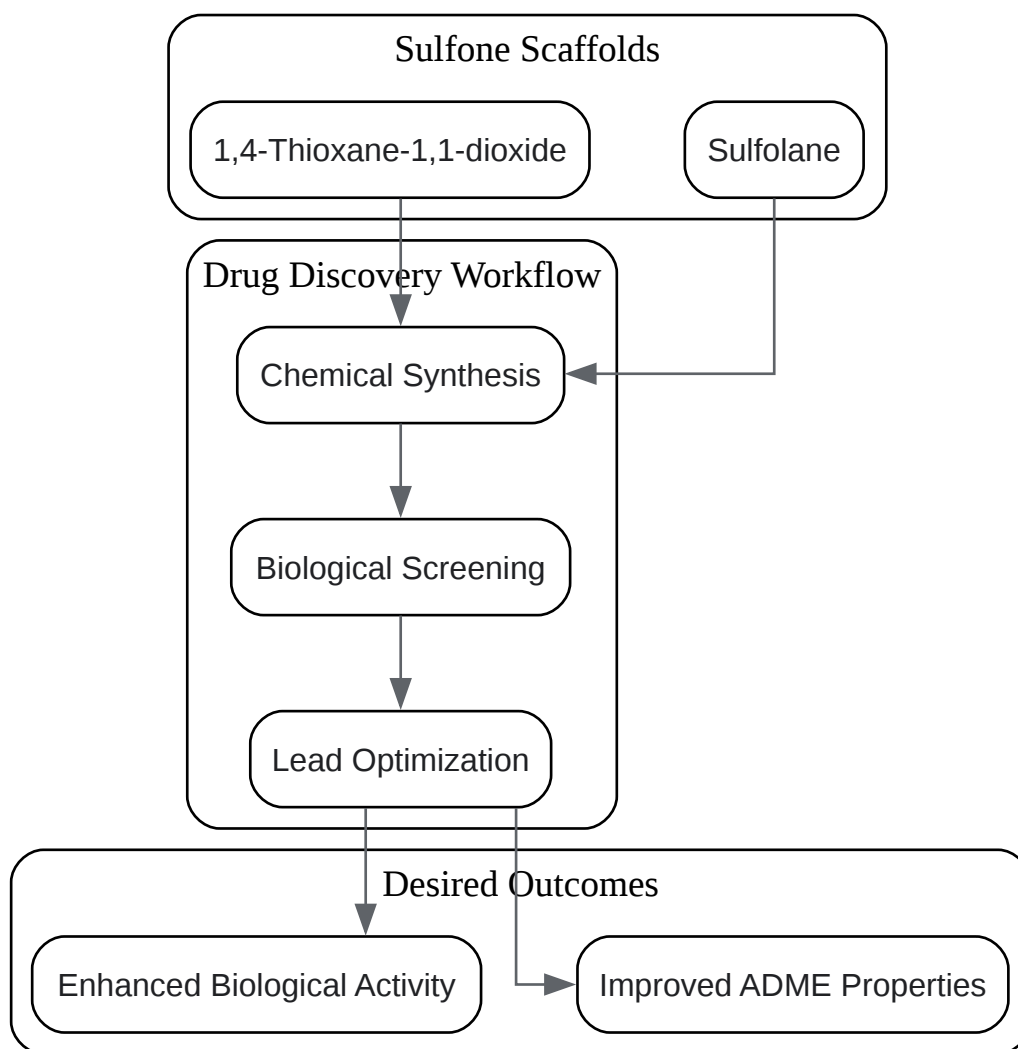 Sulfone Scaffolds
1,4-Thioxane-1,1-dioxide
Sulfolane
Drug Discovery Workflow
Chemical Synthesis
Biological Screening
Lead Optimization
Desired Outcomes
Enhanced Biological Activity
Improved ADME Properties